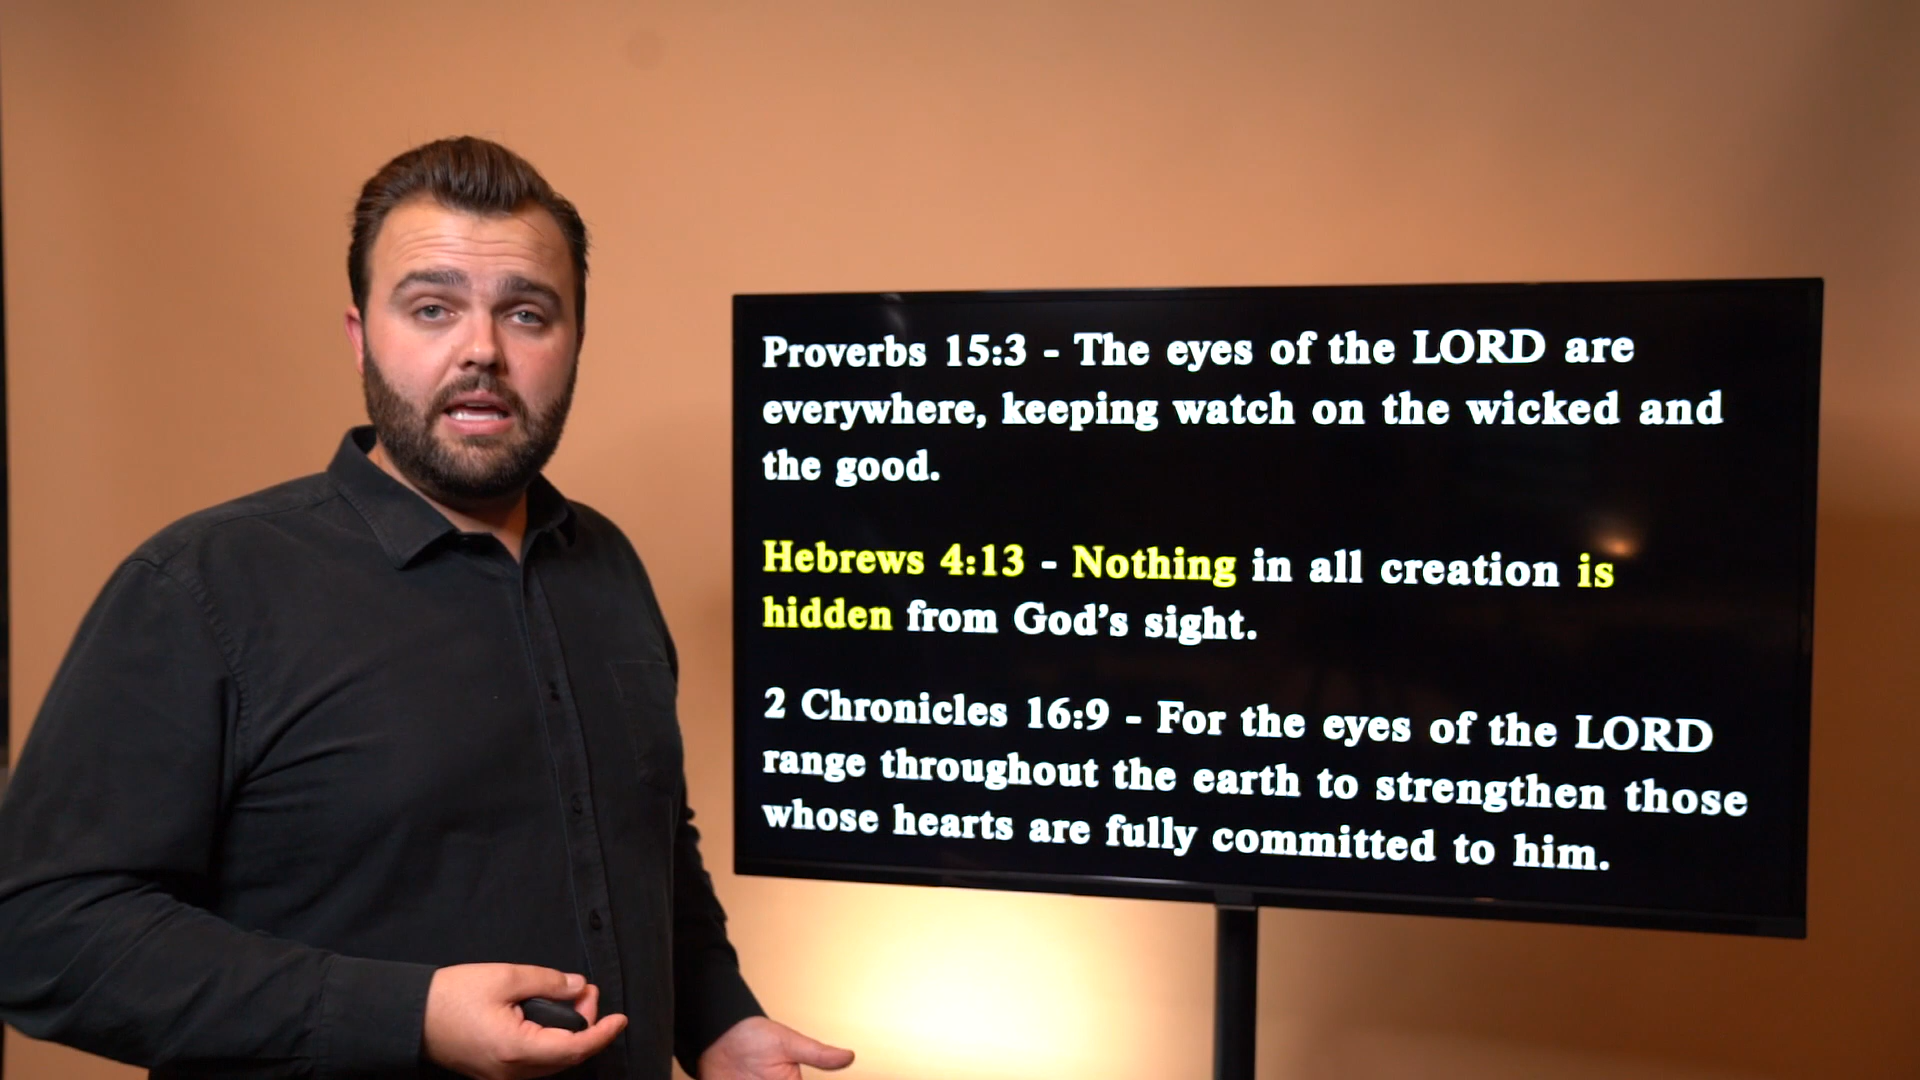 Proverbs 15:3 - The eyes of the LORD are
everywhere, keeping watch on the wicked and
the good.
Hebrews 4:13 - Nothing in all creation is
hidden from God’s sight.
2 Chronicles 16:9 - For the eyes of the LORD
range throughout the earth to strengthen those
whose hearts are fully committed to him.